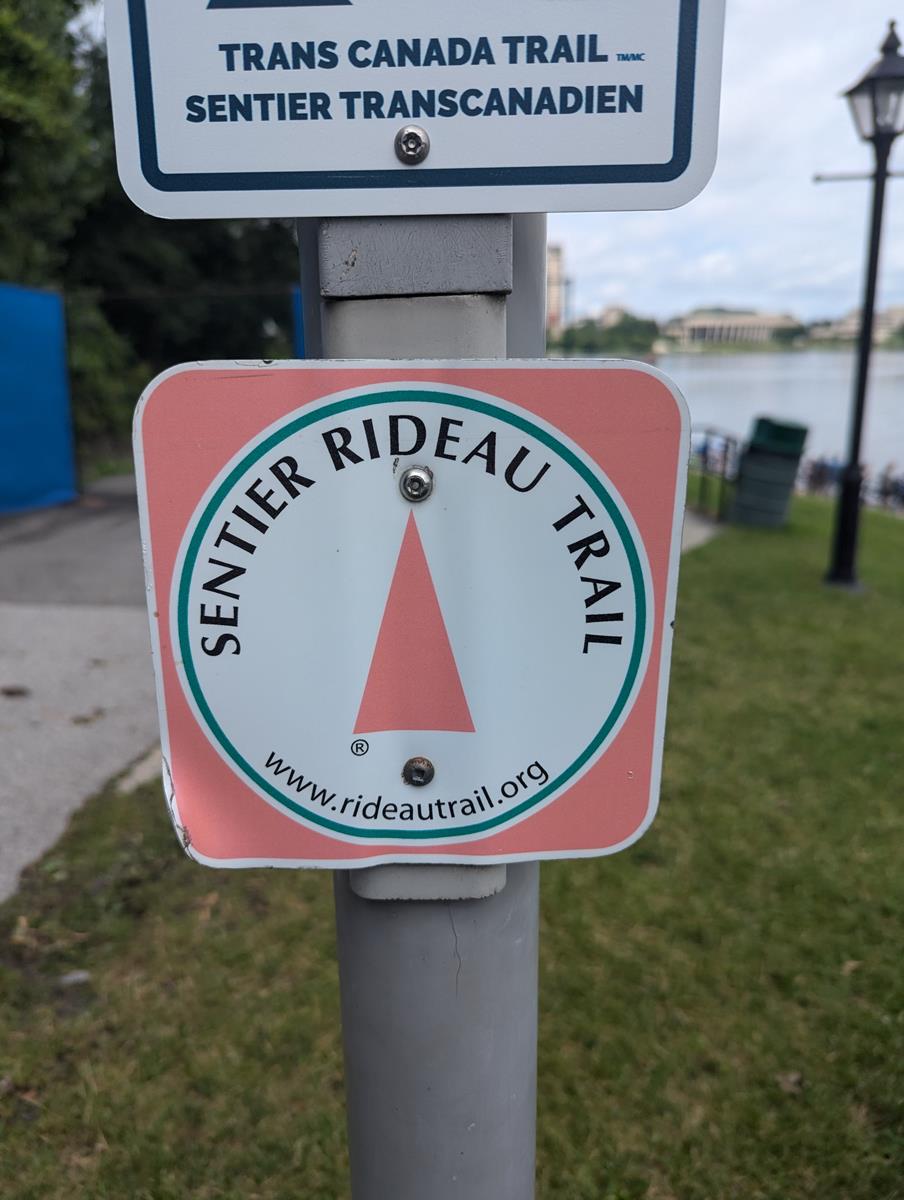 TRANS CANADA TRAIL TM/MC
SENTIER TRANSCANADIEN
SENTIER RIDEAU TRAIL
®
www.rideautrail.org